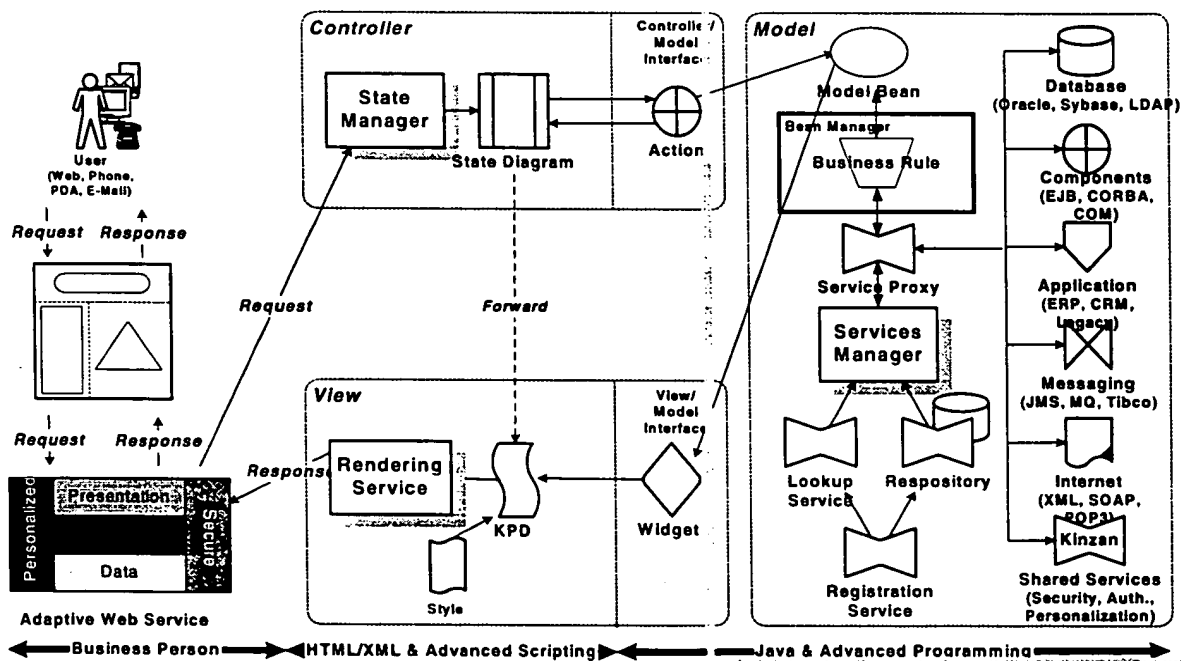 Controller
Controller/
Model
Interface
State
Manager
State Diagram
Action
Model
Model Bean
Bean Manager
Business Rule
Service Proxy
Services
Manager
Lookup
Service
Respository
Registration
Service
Database
(Oracle, Sybase, LDAP)
Components
(EJB, CORBA,
COM)
Application
(ERP, CRM,
Legacy)
Messaging
(JMS, MQ, Tibco)
Internet
(XML, SOAP,
POP3)
Kinzan
Shared Services
(Security, Auth.,
Personalization)
User
(Web, Phone,
PDA, E-Mail)
Request
Response
Request
Response
Request
Forward
Response
View
View/
Model
Interface
Rendering
Service
KPD
Style
Widget
Personalized
Presentation
Secure
Data
Adaptive Web Service
Business Person
HTML/XML & Advanced Scripting
Java & Advanced Programming